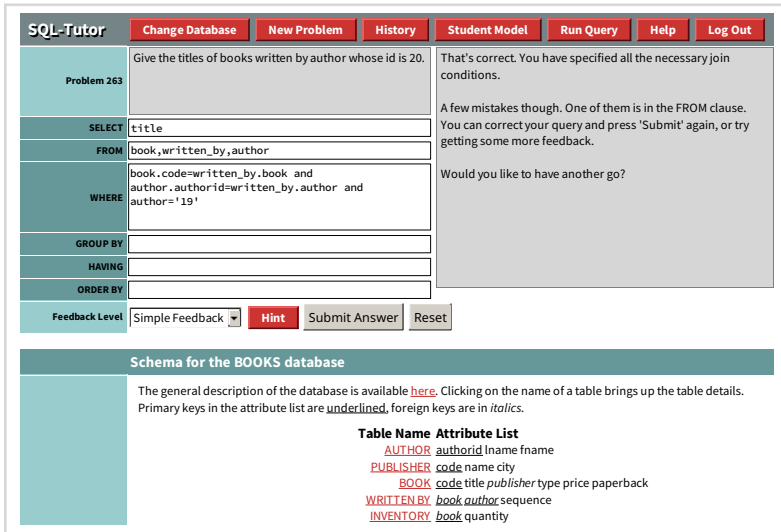 SQL-Tutor
Change Database
New Problem
History
Student Model
Run Query
Help
Log Out
Problem 263
Give the titles of books written by author whose id is 20.
SELECT
title
FROM
book,written_by,author
WHERE
book.code=written_by.book and
author.authorid=written_by.author and
author='19'
GROUP BY
HAVING
ORDER BY
That's correct. You have specified all the necessary join
conditions.
A few mistakes though. One of them is in the FROM clause.
You can correct your query and press 'Submit' again, or try
getting some more feedback.
Would you like to have another go?
Feedback Level
Simple Feedback
Hint
Submit Answer
Reset
Schema for the BOOKS database
The general description of the database is available here. Clicking on the name of a table brings up the table details.
Primary keys in the attribute list are underlined, foreign keys are in italics.
Table Name Attribute List
AUTHOR authorid lname fname
PUBLISHER code name city
BOOK code title publisher type price paperback
WRITTEN BY book author sequence
INVENTORY book quantity